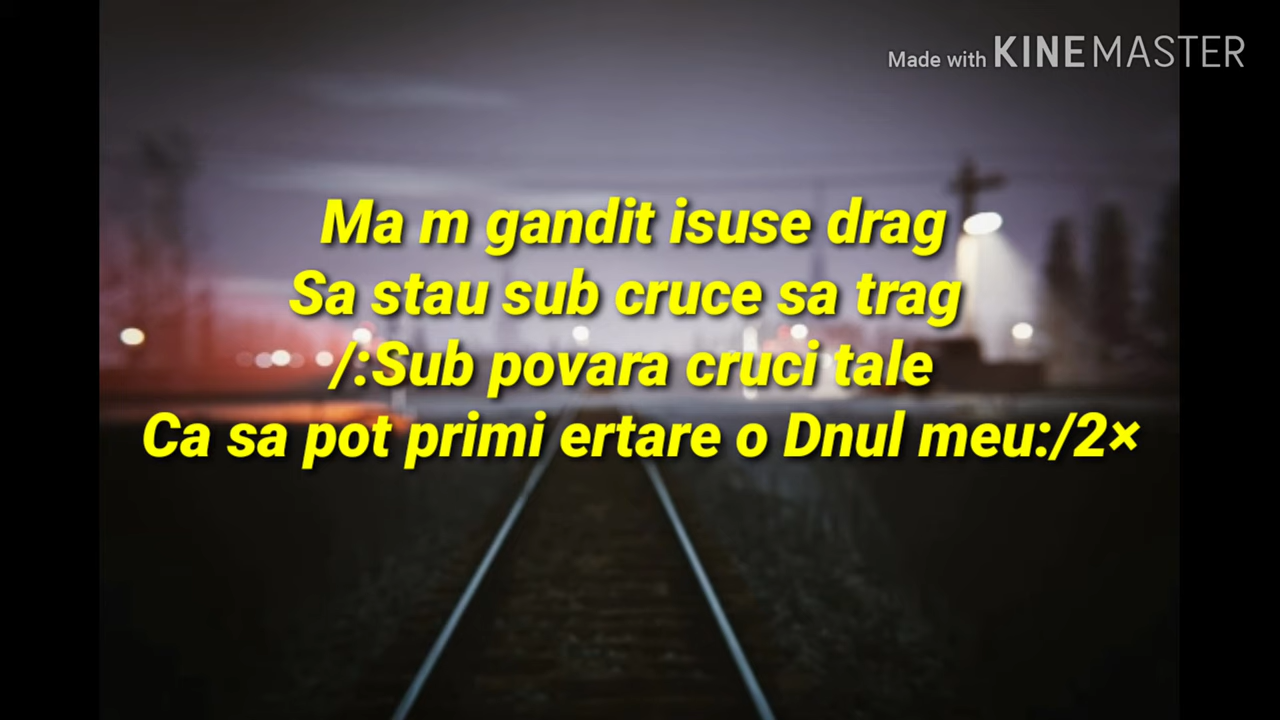 Made with KINEMASTER
Ma m gandit isuse drag
Sa stau sub cruce sa trag
/:Sub povara cruci tale
Ca sa pot primi ertare o Dnul meu:/2×